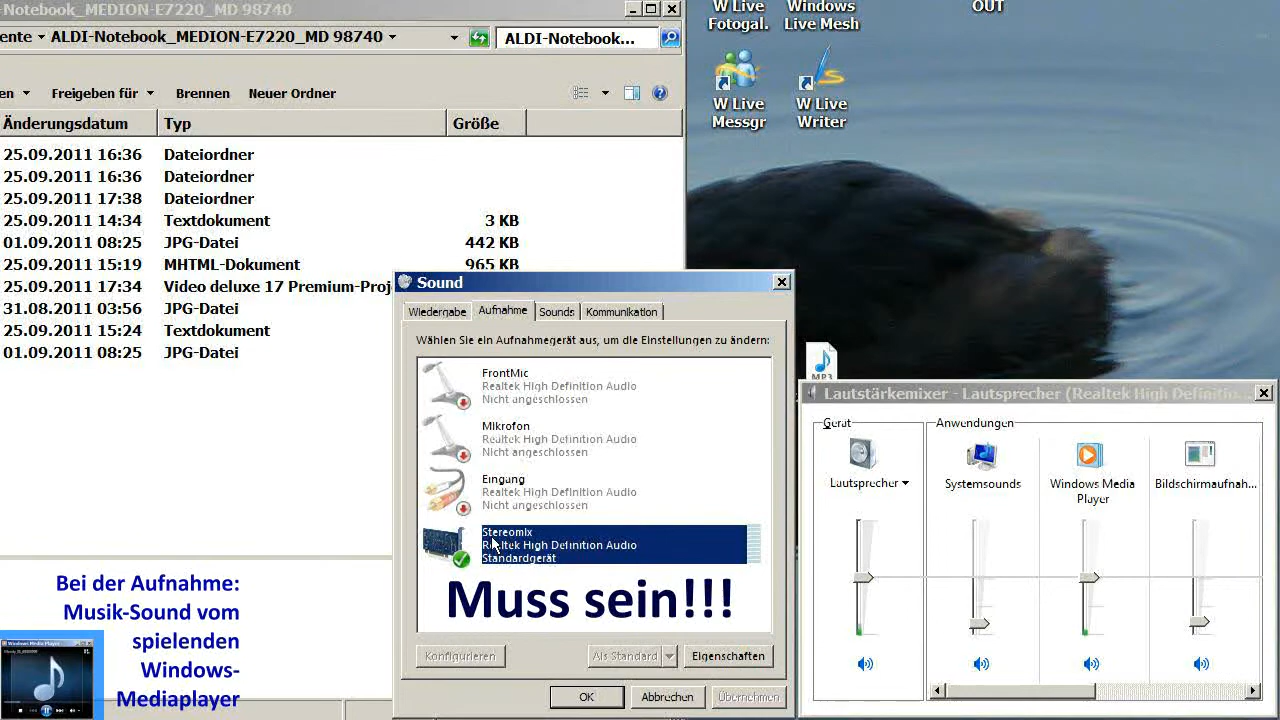 -Notebook_MEDION-E7220_MD 98740
ente ALDI-Notebook_MEDION-E7220_MD 98740
ALDI-Notebook...
en Freigeben für Brennen Neuer Ordner
Änderungsdatum Typ Größe
25.09.2011 16:36 Dateiordner
25.09.2011 16:36 Dateiordner
25.09.2011 17:38 Dateiordner
25.09.2011 14:34 Textdokument 3 KB
01.09.2011 08:25 JPG-Datei 442 KB
25.09.2011 15:19 MHTML-Dokument 965 KB
25.09.2011 17:34 Video deluxe 17 Premium-Proj
31.08.2011 03:56 JPG-Datei
25.09.2011 15:24 Textdokument
01.09.2011 08:25 JPG-Datei
W Live
Fotogal.
Windows
Live Mesh
OUT
W Live
Messgr
W Live
Writer
MP3
Sound
Wiedergabe Aufnahme Sounds Kommunikation
Wählen Sie ein Aufnahmegerät aus, um die Einstellungen zu ändern:
FrontMic
Realtek High Definition Audio
Nicht angeschlossen
Mikrofon
Realtek High Definition Audio
Nicht angeschlossen
Eingang
Realtek High Definition Audio
Nicht angeschlossen
Stereomix
Realtek High Definition Audio
Standardgerät
Muss sein!!!
Konfigurieren Als Standard Eigenschaften
OK Abbrechen Übernehmen
Lautstärkemixer - Lautsprecher (Realtek High Definitio...
Gerät Anwendungen
Lautsprecher
Systemsounds
Windows Media
Player
Bildschirmaufnah...
Bei der Aufnahme:
Musik-Sound vom
spielenden
Windows-
Mediaplayer